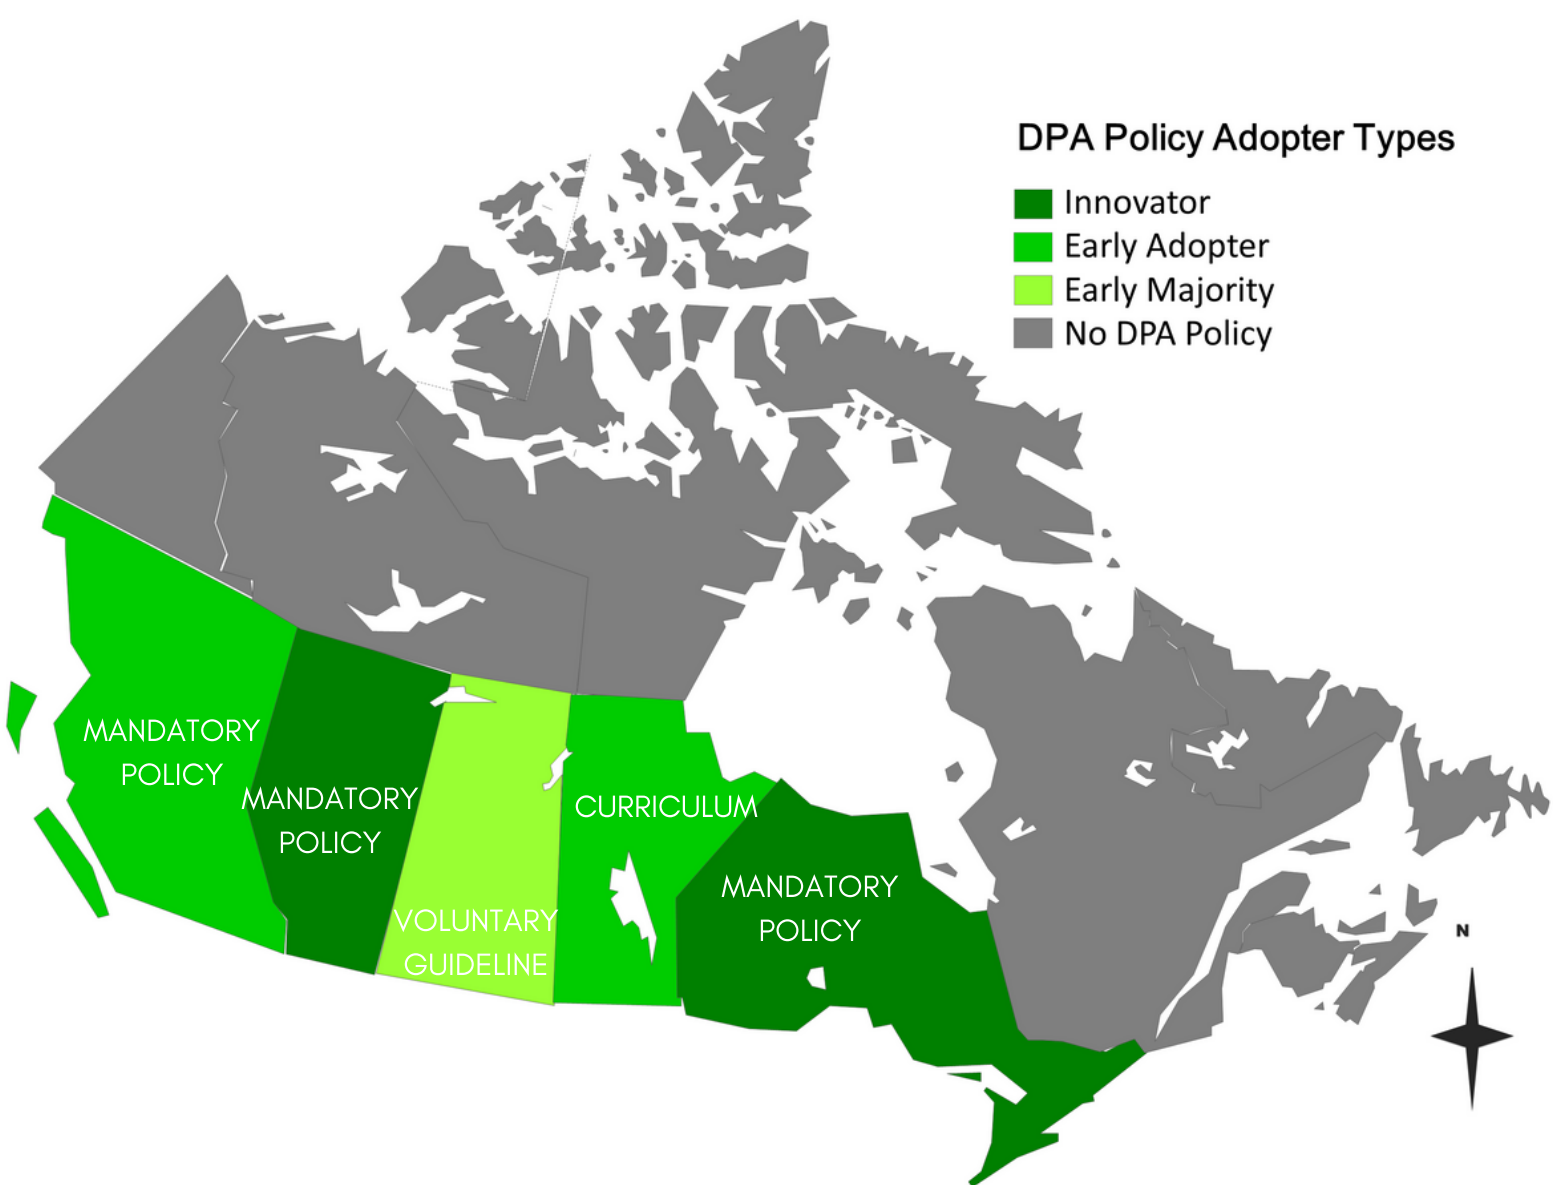 DPA Policy Adopter Types
Innovator
Early Adopter
Early Majority
No DPA Policy
MANDATORY
POLICY
MANDATORY
POLICY
CURRICULUM
MANDATORY
POLICY
VOLUNTARY
GUIDELINE
N